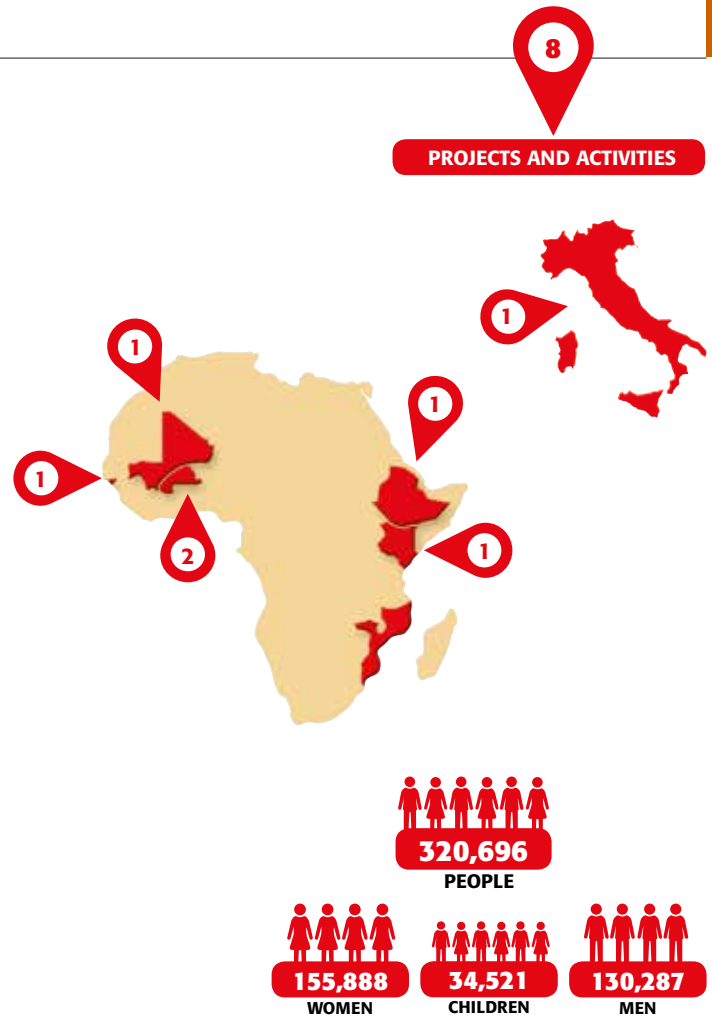 8
PROJECTS AND ACTIVITIES
1
1
1
1
2
1
320,696
PEOPLE
155,888
WOMEN
34,521
CHILDREN
130,287
MEN